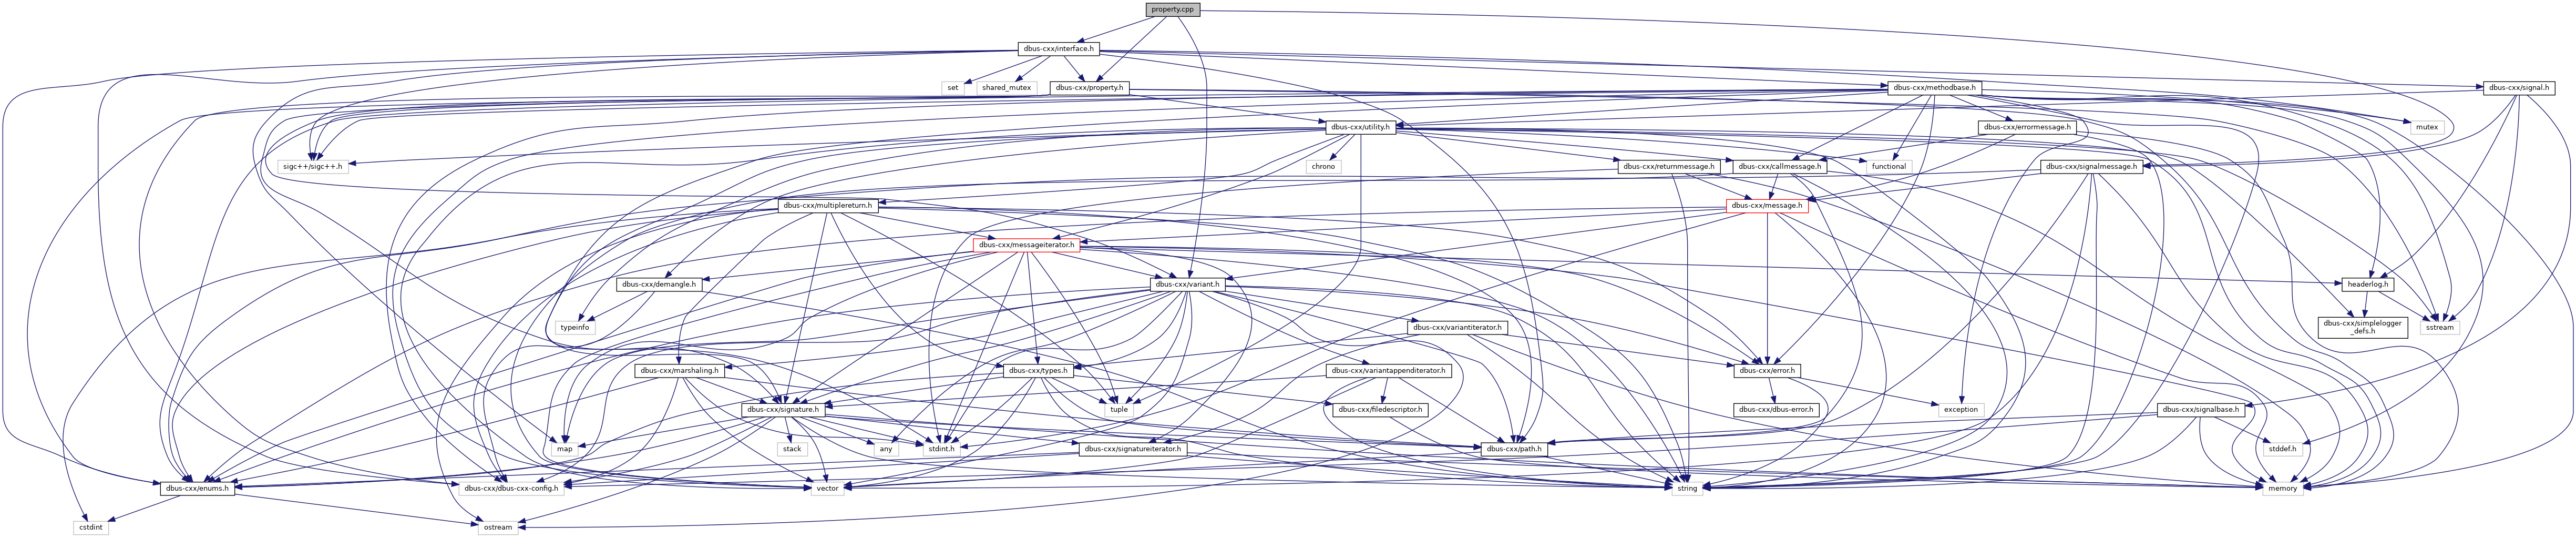 property.cpp
dbus-cxx/interface.h
set
shared_mutex
dbus-cxx/property.h
dbus-cxx/methodbase.h
dbus-cxx/signal.h
dbus-cxx/utility.h
dbus-cxx/errormessage.h
mutex
sigc++/sigc++.h
chrono
dbus-cxx/returnmessage.h
dbus-cxx/callmessage.h
functional
dbus-cxx/signalmessage.h
dbus-cxx/multiplereturn.h
dbus-cxx/message.h
dbus-cxx/messageiterator.h
dbus-cxx/demangle.h
dbus-cxx/variant.h
headerlog.h
typeinfo
dbus-cxx/variantiterator.h
dbus-cxx/simplelogger
_defs.h
sstream
dbus-cxx/marshaling.h
dbus-cxx/types.h
dbus-cxx/variantappenditerator.h
dbus-cxx/error.h
dbus-cxx/signature.h
tuple
dbus-cxx/filedescriptor.h
dbus-cxx/dbus-error.h
exception
dbus-cxx/signalbase.h
map
stack
any
stdint.h
dbus-cxx/signatureiterator.h
dbus-cxx/path.h
stddef.h
dbus-cxx/enums.h
dbus-cxx/dbus-cxx-config.h
vector
string
memory
cstdint
ostream